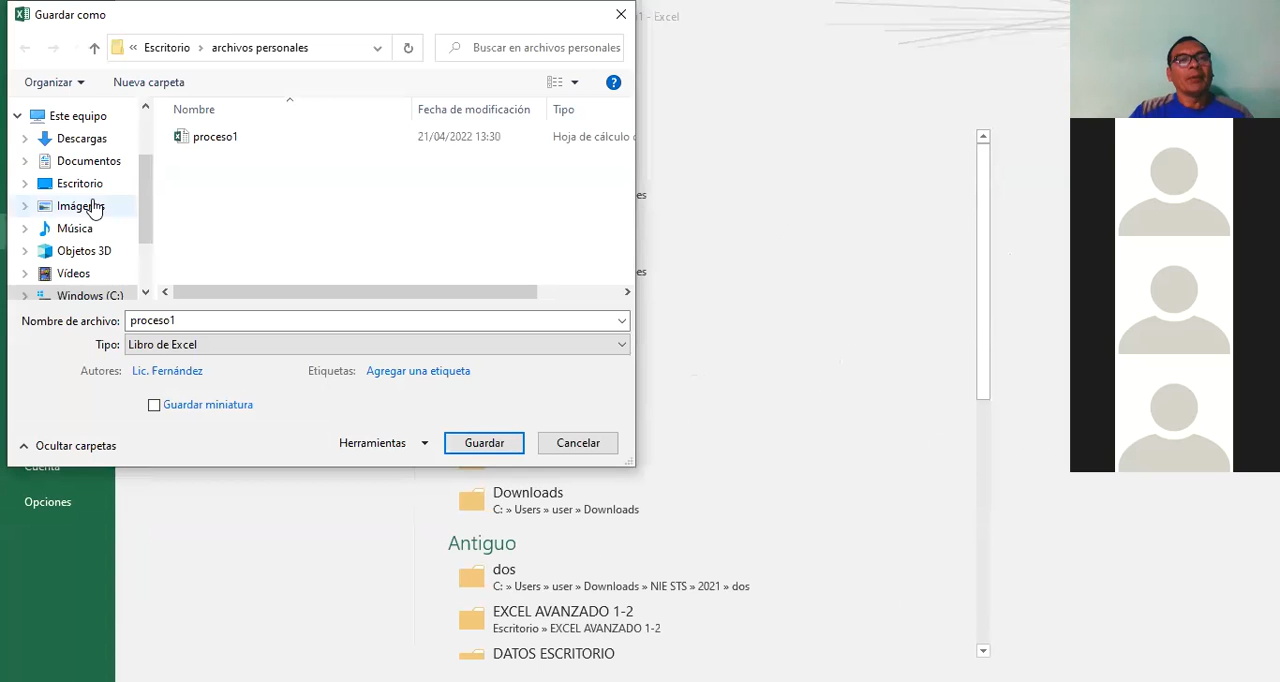 Guardar como
1 - Excel
« Escritorio › archivos personales
Buscar en archivos personales
Organizar
Nueva carpeta
Este equipo
Descargas
Documentos
Escritorio
Imágenes
Música
Objetos 3D
Vídeos
Windows (C:)
Nombre
Fecha de modificación
Tipo
proceso1
21/04/2022 13:30
Hoja de cálculo
es
es
Nombre de archivo: proceso1
Tipo: Libro de Excel
Autores: Lic. Fernández
Etiquetas: Agregar una etiqueta
Guardar miniatura
Ocultar carpetas
Herramientas
Guardar
Cancelar
Cuenta
Opciones
Downloads
C: » Users » user » Downloads
Antiguo
dos
C: » Users » user » Downloads » NIE STS » 2021 » dos
EXCEL AVANZADO 1-2
Escritorio » EXCEL AVANZADO 1-2
DATOS ESCRITORIO